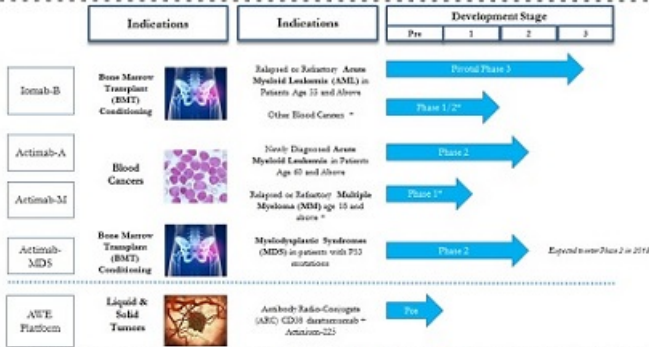 Indications
Indications
Development Stage
Pre 1 2 3
Iomab-B
Bone Marrow
Transplant
(BMT)
Conditioning
Relapsed or Refractory Acute
Myeloid Leukemia (AML) in
Patients Age 55 and Above
Other Blood Cancers *
Pivotal Phase 3
Phase 1/2*
Actimab-A
Blood
Cancers
Newly Diagnosed Acute
Myeloid Leukemia in Patients
Age 60 and Above
Phase 2
Actimab-M
Relapsed or Refractory Multiple
Myeloma (MM) age 18 and
above *
Phase 1*
Actimab-
MDS
Bone Marrow
Transplant
(BMT)
Conditioning
Myelodysplastic Syndromes
(MDS) in patients with P53
mutations
Phase 2
Expected to enter Phase 2 in
AWE
Platform
Liquid &
Solid
Tumors
Antibody Radio-Conjugate
(ARC) CD38 daratumumab +
Actinium-225
Pre